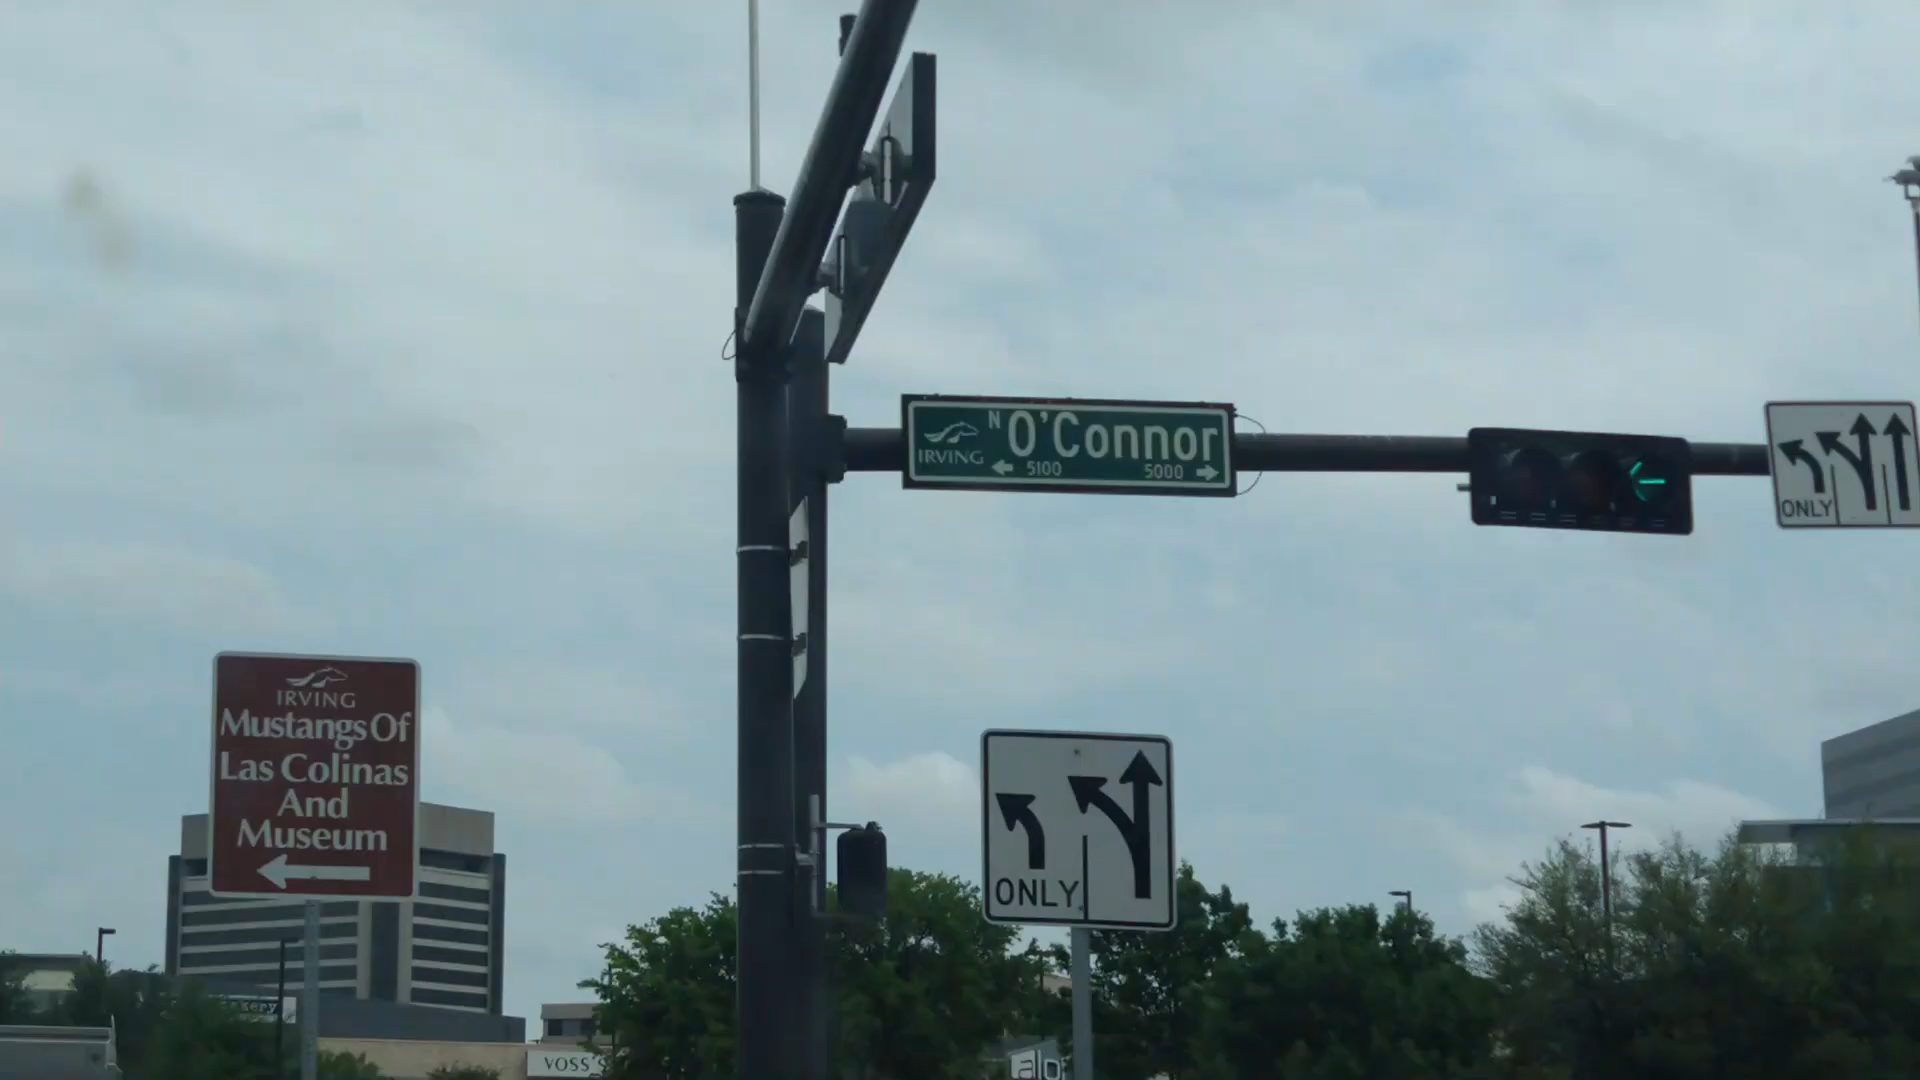 N O'Connor
IRVING
5100 5000
ONLY
IRVING
Mustangs Of
Las Colinas
And
Museum
ONLY
VOSS'S